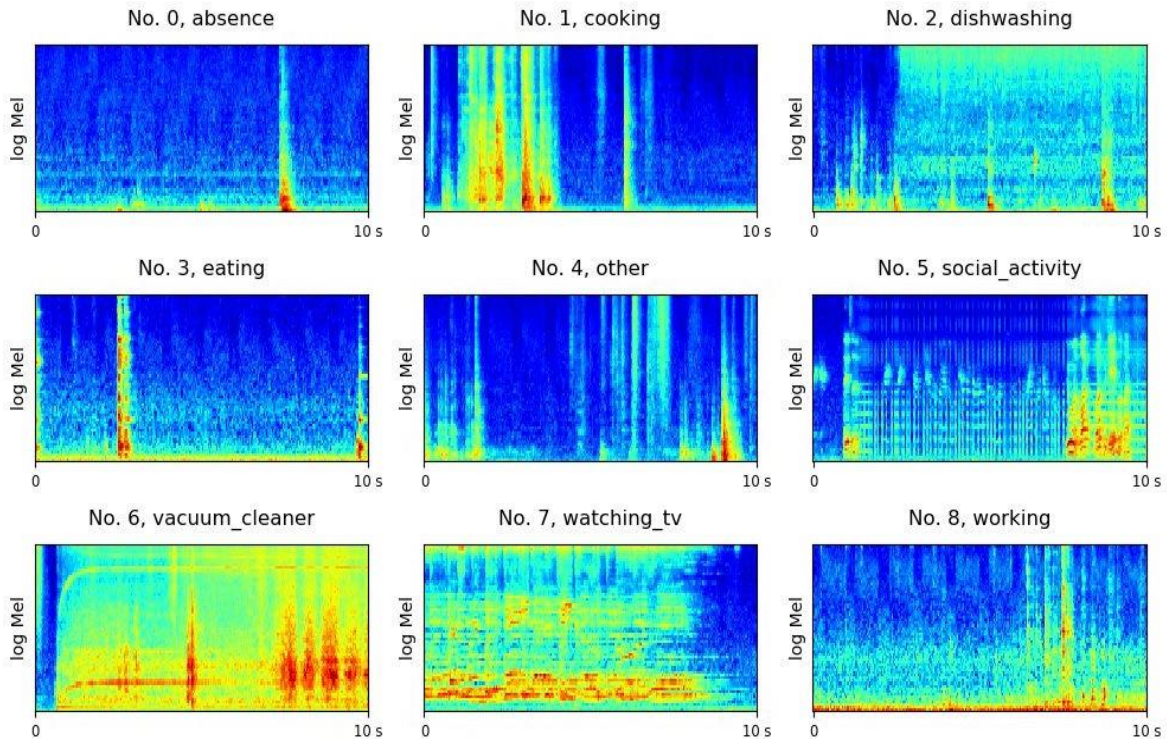 No. 0, absence
No. 1, cooking
No. 2, dishwashing
log Mel
log Mel
log Mel
0
10 s
0
10 s
0
10 s
No. 3, eating
No. 4, other
No. 5, social_activity
log Mel
log Mel
log Mel
0
10 s
0
10 s
0
10 s
No. 6, vacuum_cleaner
No. 7, watching_tv
No. 8, working
log Mel
log Mel
log Mel
0
10 s
0
10 s
0
10 s